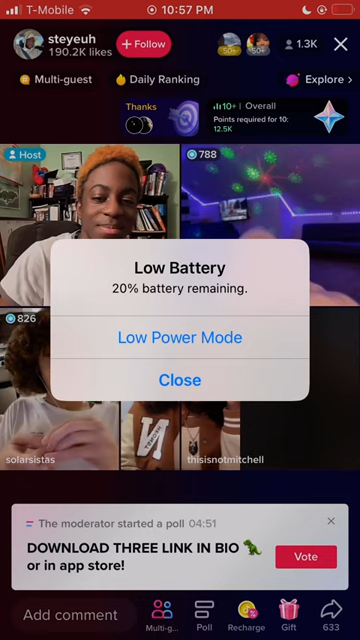 T-Mobile
10:57 PM
steyeuh
190.2K likes
+ Follow
50+
50+
1.3K
Multi-guest
Daily Ranking
Explore >
Thanks
10+ | Overall
Points required for 10:
12.5K
Host
788
Low Battery
20% battery remaining.
Low Power Mode
Close
826
solarsistas
thisisnotmitchell
The moderator started a poll 04:51
DOWNLOAD THREE LINK IN BIO 🦖
or in app store!
Vote
Add comment
Multi-g...
Poll
Recharge
Gift
633